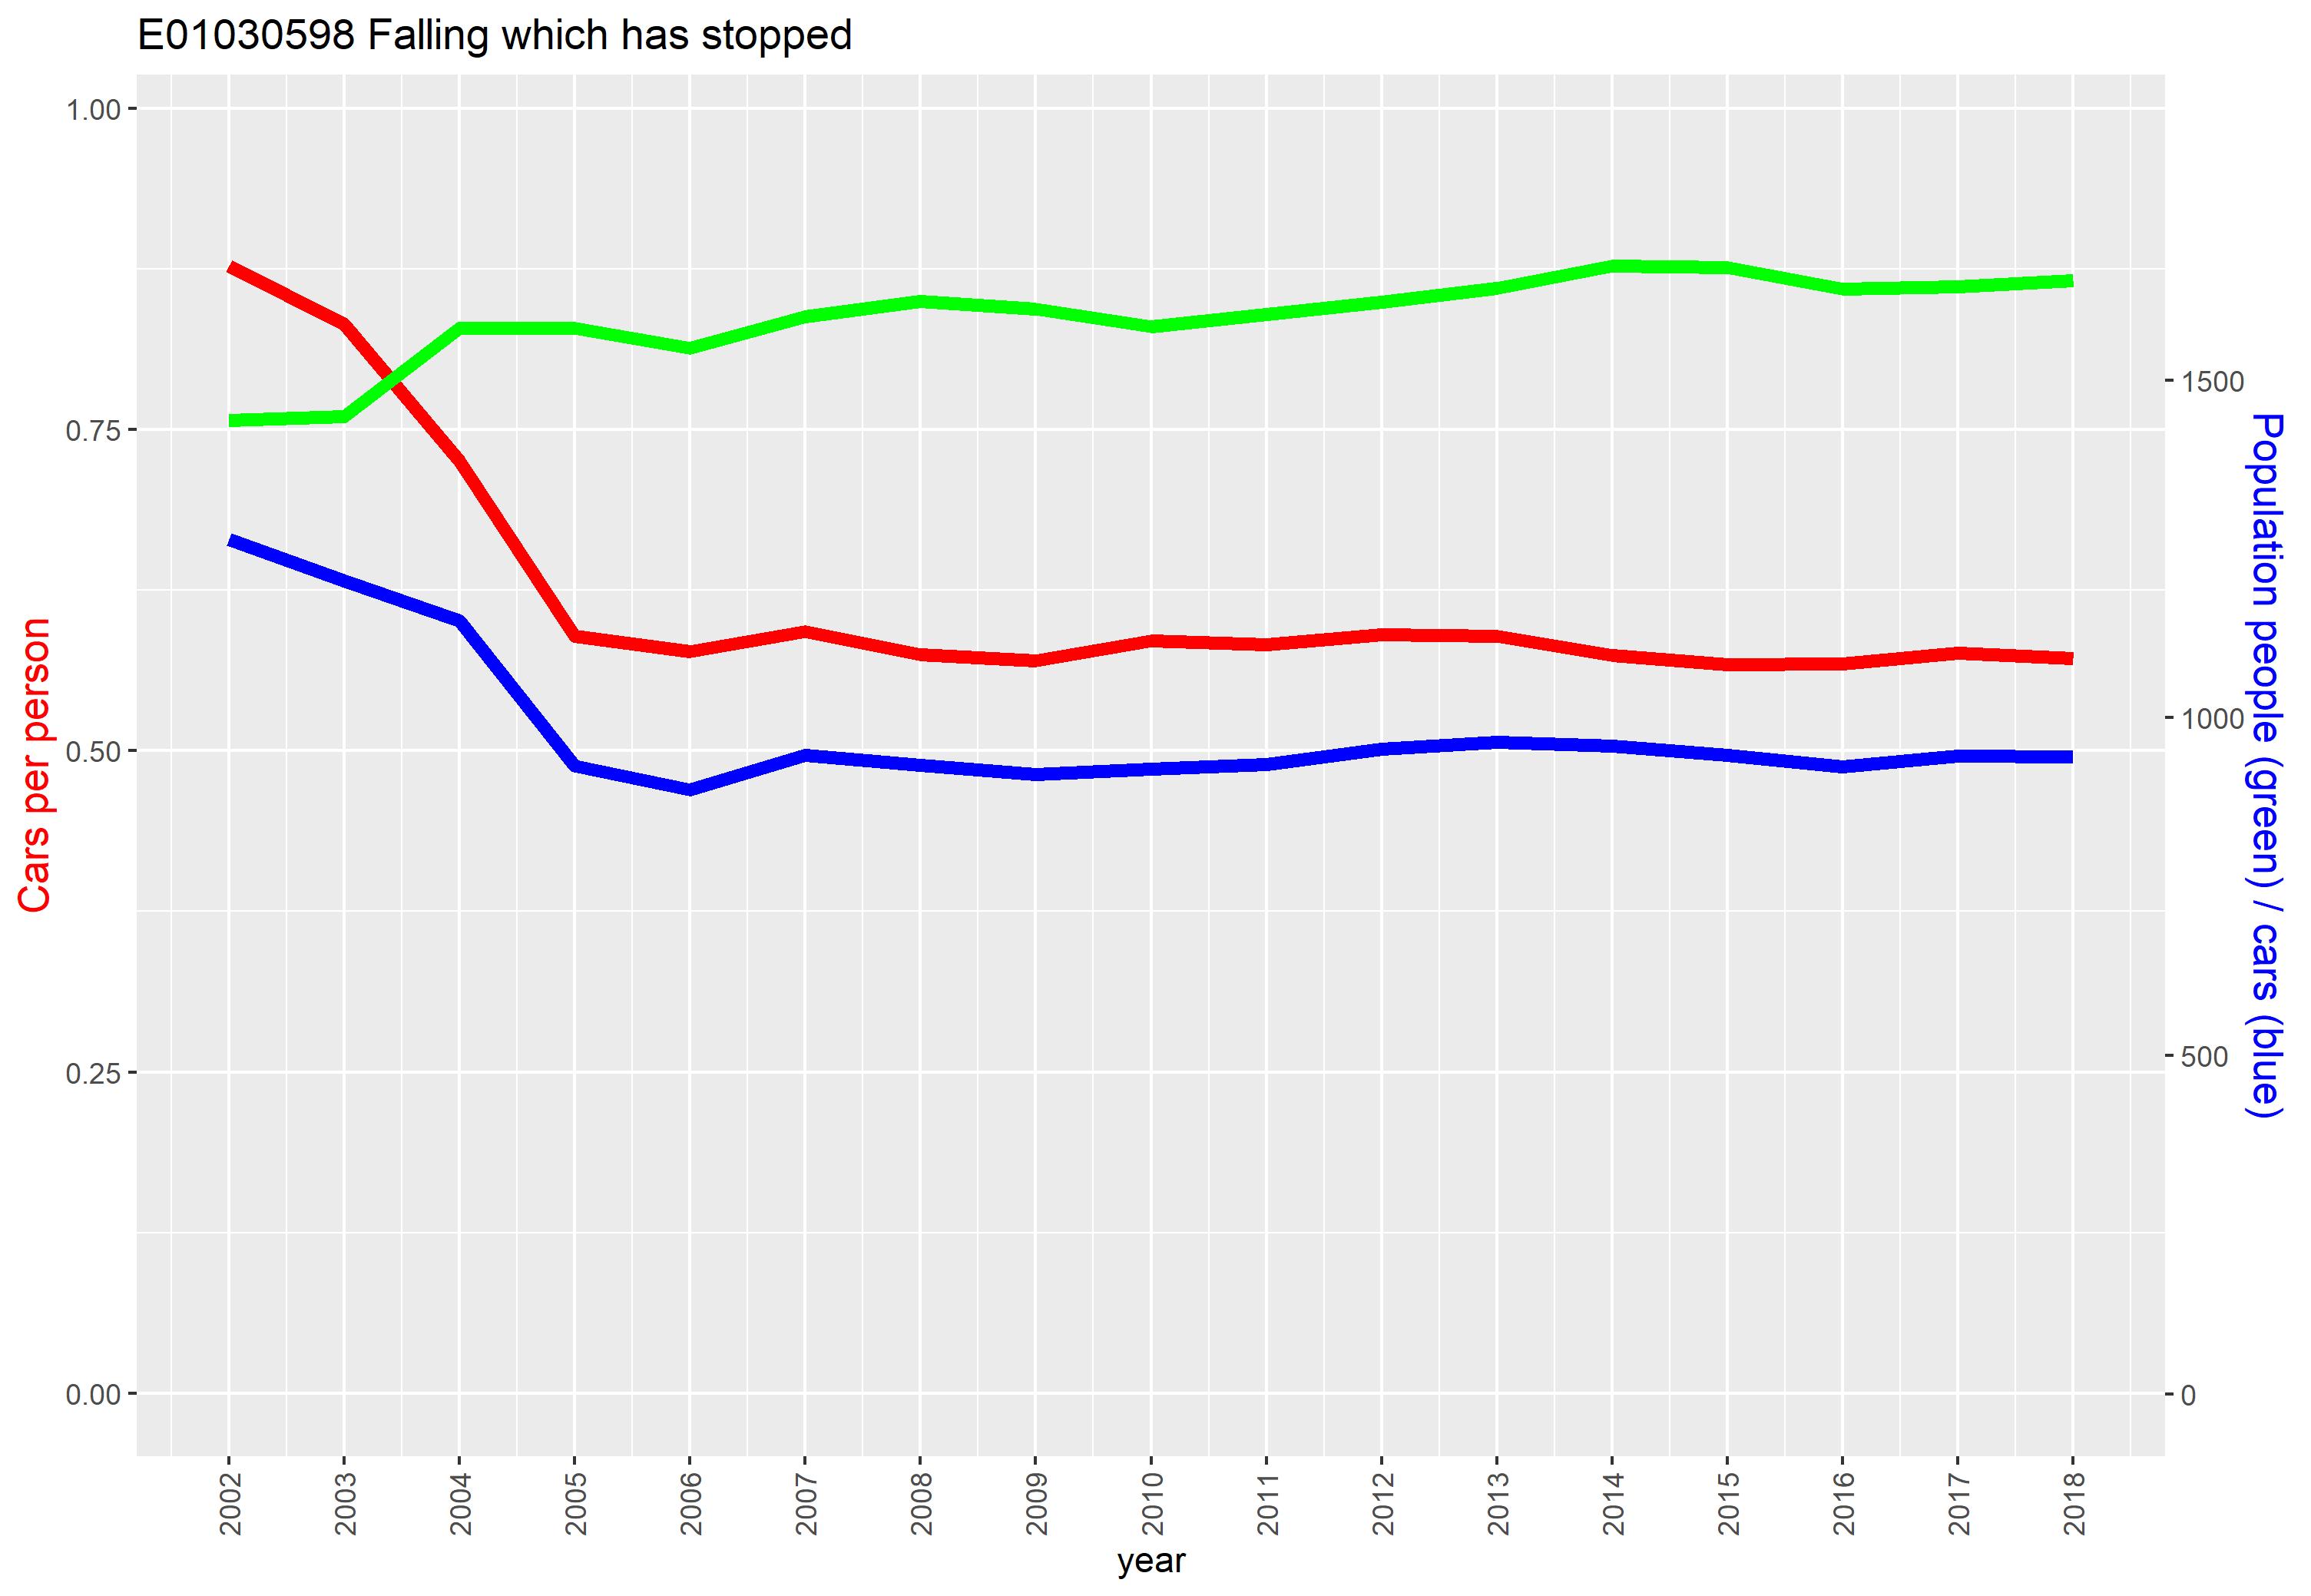 E01030598 Falling which has stopped
1.00
0.75
0.50
0.25
0.00
Cars per person
1500
1000
500
0
Population people (green) / cars (blue)
2002 2003 2004 2005 2006 2007 2008 2009 2010 2011 2012 2013 2014 2015 2016 2017 2018
year